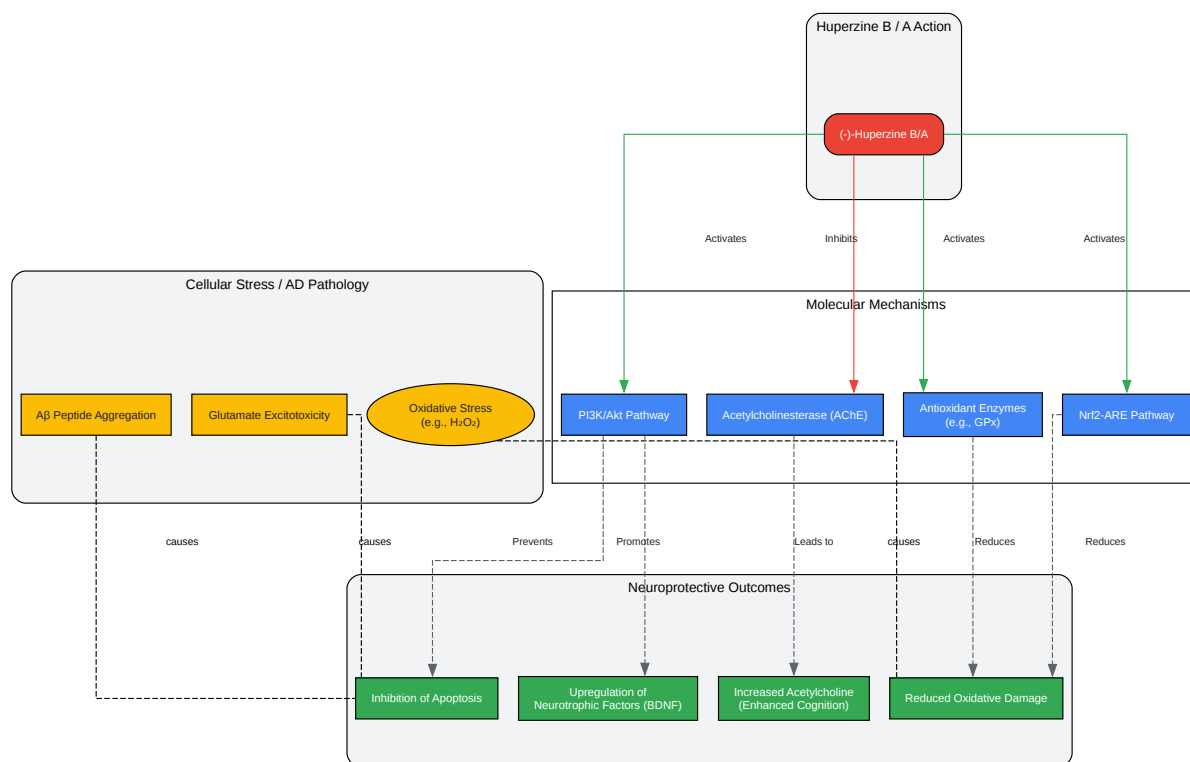 Huperzine B / A Action
(-)-Huperzine B/A
Activates
Inhibits
Activates
Activates
Cellular Stress / AD Pathology
Molecular Mechanisms
Aβ Peptide Aggregation
Glutamate Excitotoxicity
Oxidative Stress
(e.g., H₂O₂)
PI3K/Akt Pathway
Acetylcholinesterase (AChE)
Antioxidant Enzymes
(e.g., GPx)
Nrf2-ARE Pathway
causes
causes
Prevents
Promotes
Leads to
causes
Reduces
Reduces
Neuroprotective Outcomes
Inhibition of Apoptosis
Upregulation of
Neurotrophic Factors (BDNF)
Increased Acetylcholine
(Enhanced Cognition)
Reduced Oxidative Damage